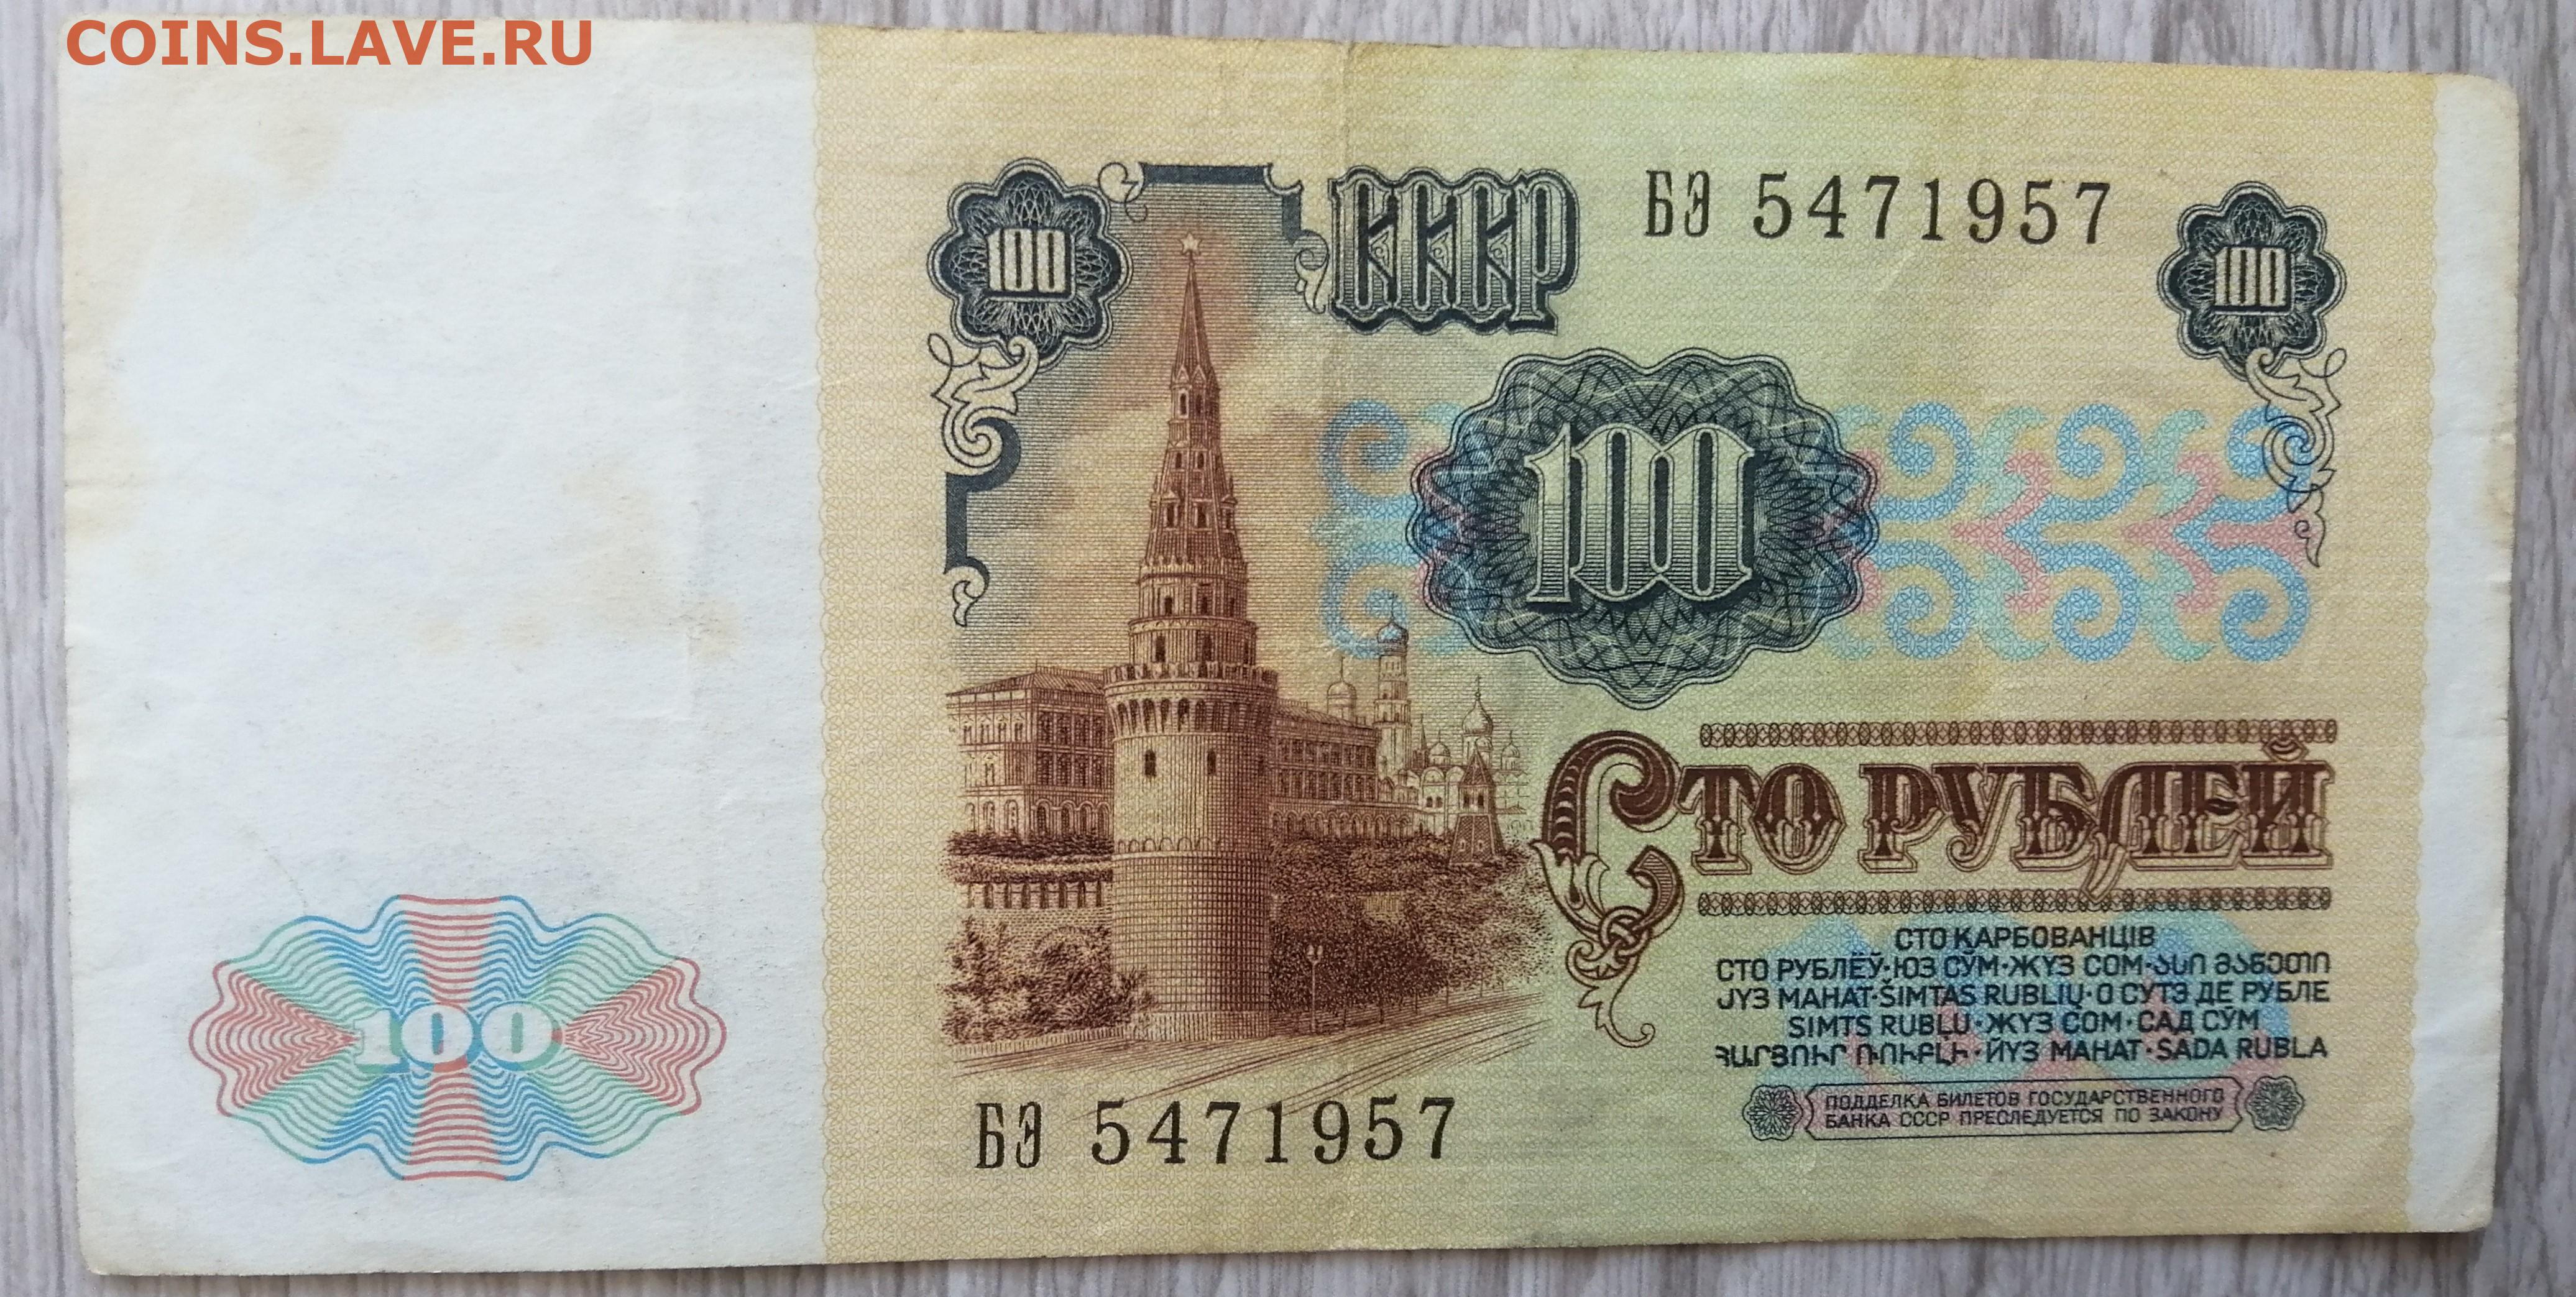 COINS.LAVE.RU
100
СССР
БЭ 5471957
100
100
СТО РУБЛЕЙ
СТО КАРБОВАНЦІВ
СТО РУБЛЁЎ·ЮЗ СЎМ·ЖҮЗ СОМ·ᲐᲡᲘ ᲛᲐᲜᲔᲗᲘ
ЈҮЗ МАНАТ·ŠIMTAS RUBLIŲ·О СУТЭ ДЕ РУБЛЕ
SIMTS RUBĻU·ЖҮЗ СОМ·САД СӮМ
ՀԱՐՅՈՒՐ ՌՈՒԲԼԻ·ЙҮЗ МАНАТ·SADA RUBLA
ПОДДЕЛКА БИЛЕТОВ ГОСУДАРСТВЕННОГО
БАНКА СССР ПРЕСЛЕДУЕТСЯ ПО ЗАКОНУ
100
БЭ 5471957